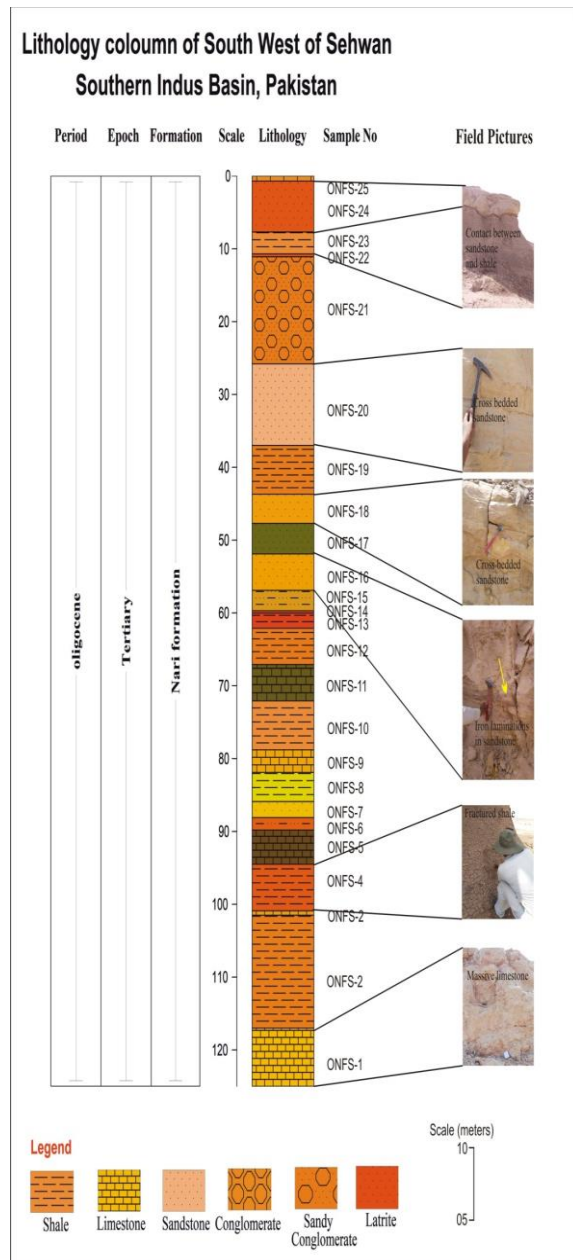 Lithology coloumn of South West of Sehwan
Southern Indus Basin, Pakistan
Period Epoch Formation Scale Lithology Sample No Field Pictures
0
10
20
30
40
50
60
70
80
90
100
110
120
oligocene
Tertiary
Nari formation
ONFS-25
ONFS-24
ONFS-23
ONFS-22
ONFS-21
ONFS-20
ONFS-19
ONFS-18
ONFS-17
ONFS-16
ONFS-15
ONFS-14
ONFS-13
ONFS-12
ONFS-11
ONFS-10
ONFS-9
ONFS-8
ONFS-7
ONFS-6
ONFS-5
ONFS-4
ONFS-2
ONFS-2
ONFS-1
Contact between
sandstone
and shale
Cross bedded
sandstone
Cross-bedded
sandstone
Iron laminations
in sandstone
Fractured shale
Massive limestone
Legend
Shale
Limestone
Sandstone
Conglomerate
Sandy
Conglomerate
Latrite
Scale (meters)
10
05